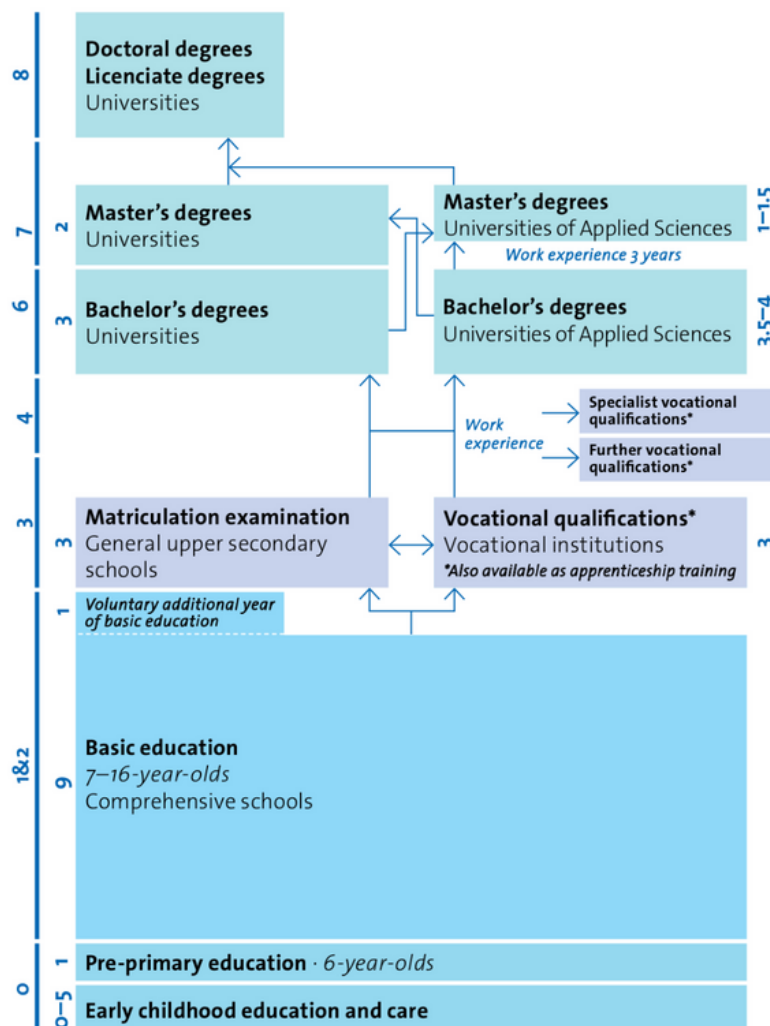 8
Doctoral degrees
Licenciate degrees
Universities
7
2
Master's degrees
Universities
Master's degrees
Universities of Applied Sciences
1–1.5
Work experience 3 years
6
3
Bachelor's degrees
Universities
Bachelor's degrees
Universities of Applied Sciences
3.5–4
4
Work
experience
Specialist vocational
qualifications*
Further vocational
qualifications*
3
3
Matriculation examination
General upper secondary
schools
Vocational qualifications*
Vocational institutions
*Also available as apprenticeship training
3
1
Voluntary additional year
of basic education
1&2
9
Basic education
7–16-year-olds
Comprehensive schools
0
1
Pre-primary education · 6-year-olds
0–5
Early childhood education and care